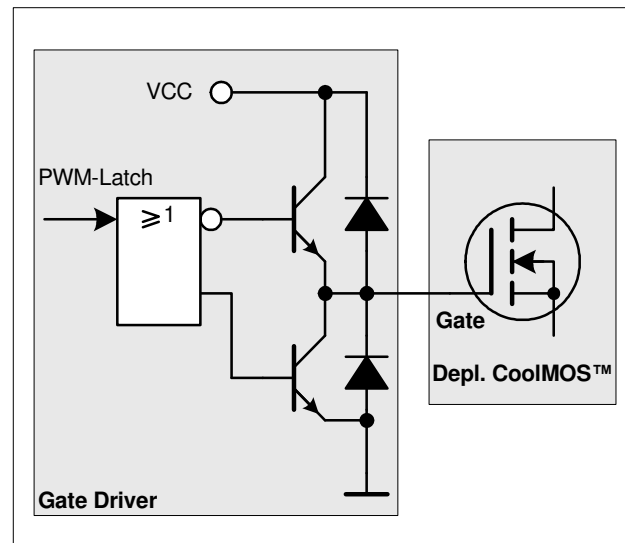 VCC
PWM-Latch
≥1
Gate
Depl. CoolMOS™
Gate Driver